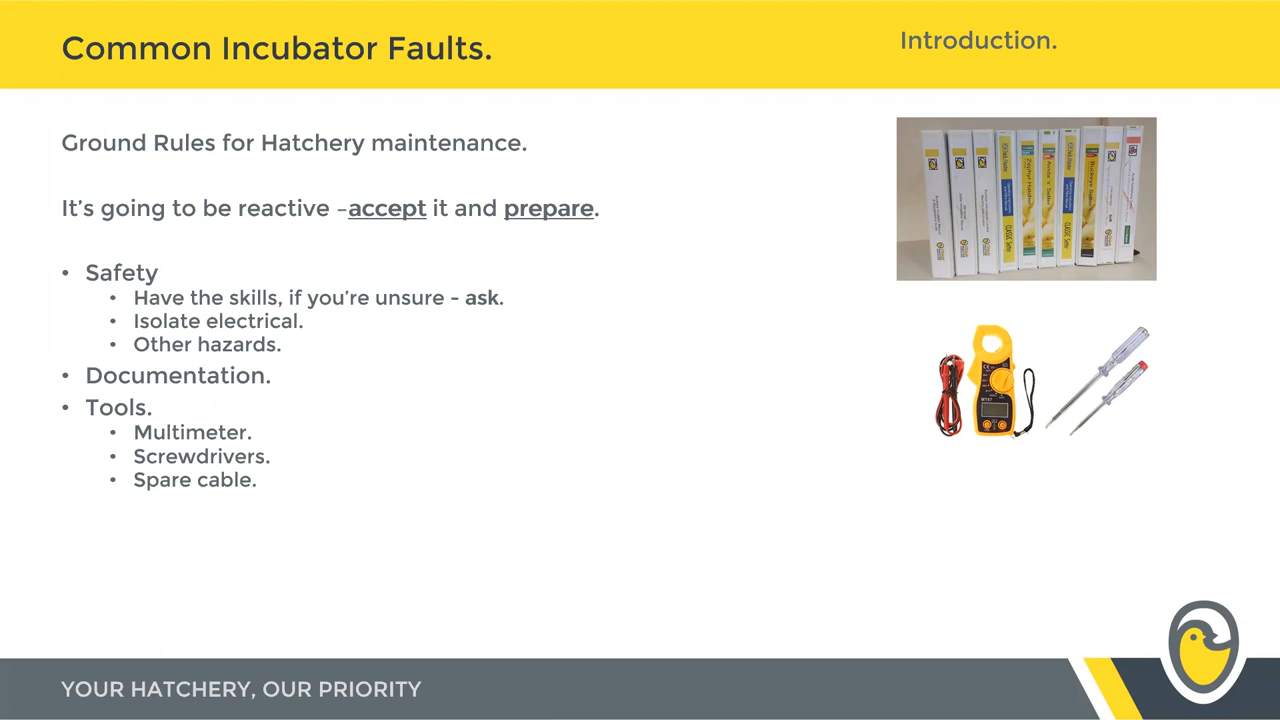 Common Incubator Faults.
Introduction.
Ground Rules for Hatchery maintenance.
It's going to be reactive –accept it and prepare.
• Safety
• Have the skills, if you're unsure - ask.
• Isolate electrical.
• Other hazards.
• Documentation.
• Tools.
• Multimeter.
• Screwdrivers.
• Spare cable.
YOUR HATCHERY, OUR PRIORITY